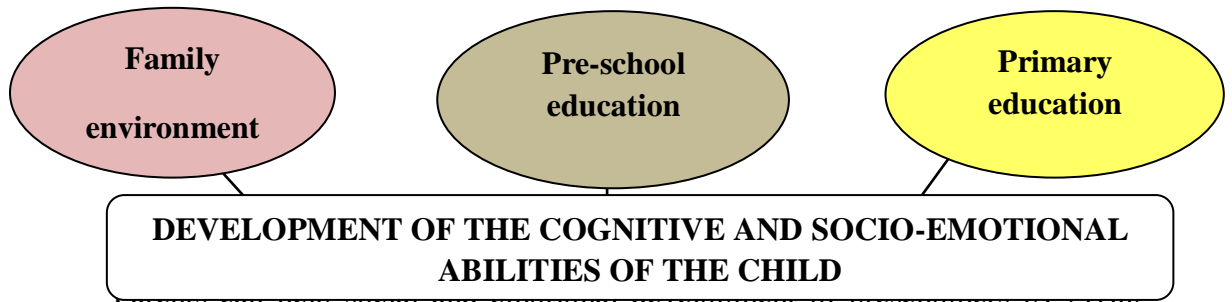 Family
environment
Pre-school
education
Primary
education
DEVELOPMENT OF THE COGNITIVE AND SOCIO-EMOTIONAL
ABILITIES OF THE CHILD